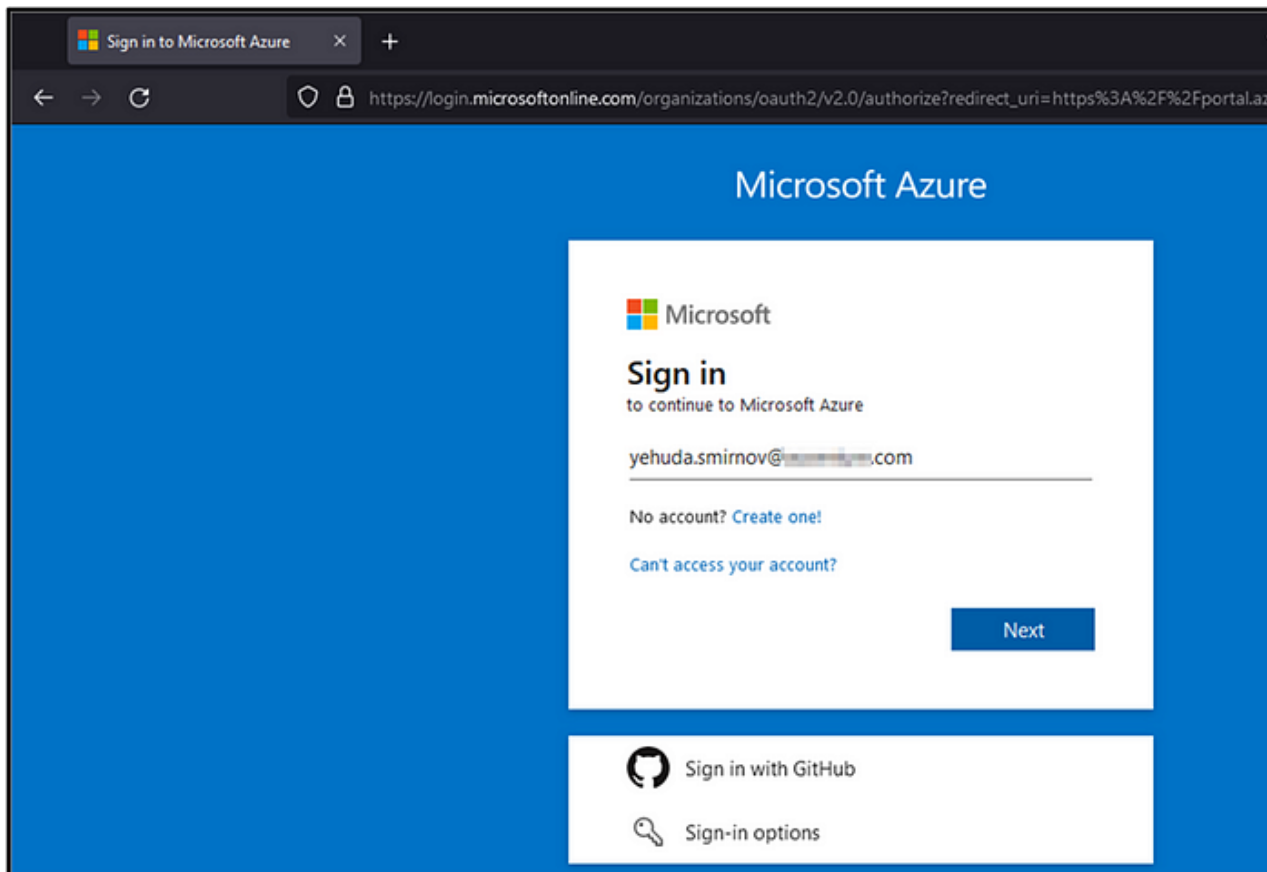 Sign in to Microsoft Azure
https://login.microsoftonline.com/organizations/oauth2/v2.0/authorize?redirect_uri=https%3A%2F%2Fportal.az
Microsoft Azure
Microsoft
Sign in
to continue to Microsoft Azure
yehuda.smirnov@ .com
No account? Create one!
Can't access your account?
Next
Sign in with GitHub
Sign-in options